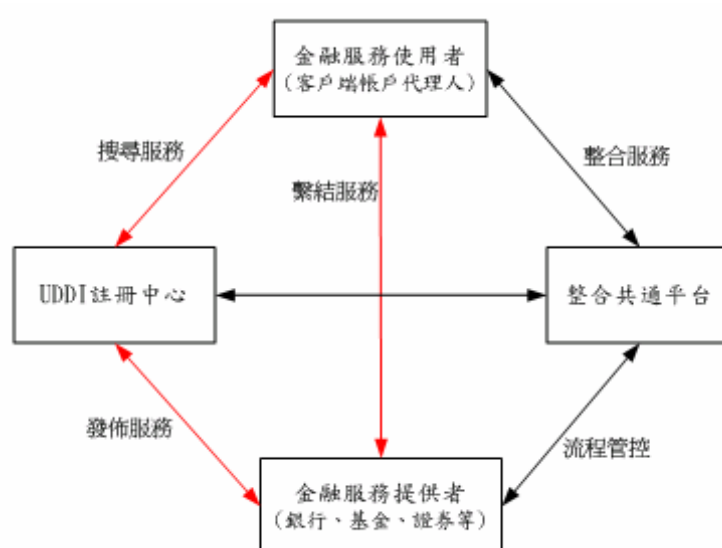 金融服務使用者
(客戶端帳戶代理人)
搜尋服務
整合服務
繫結服務
UDDI註冊中心
整合共通平台
發佈服務
流程管控
金融服務提供者
(銀行、基金、證券等)